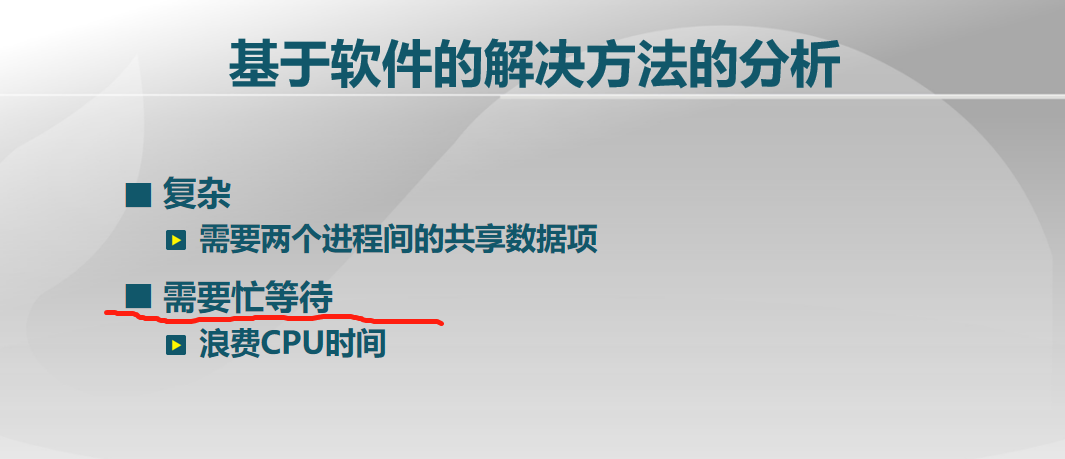 基于软件的解决方法的分析
复杂
需要两个进程间的共享数据项
需要忙等待
浪费CPU时间